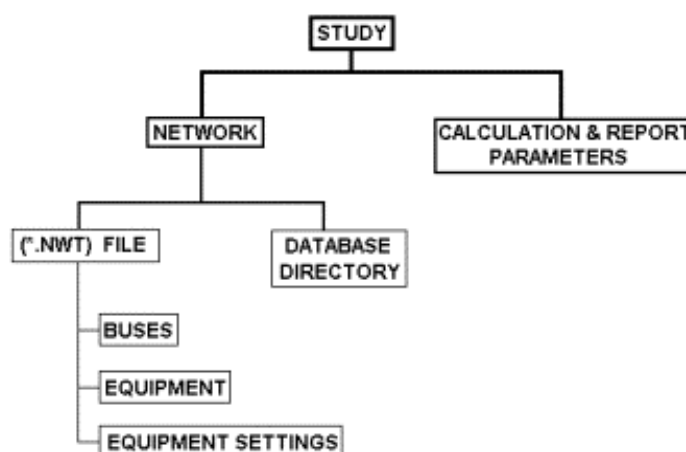 STUDY
NETWORK
CALCULATION & REPORT
PARAMETERS
(*.NWT) FILE
DATABASE
DIRECTORY
BUSES
EQUIPMENT
EQUIPMENT SETTINGS